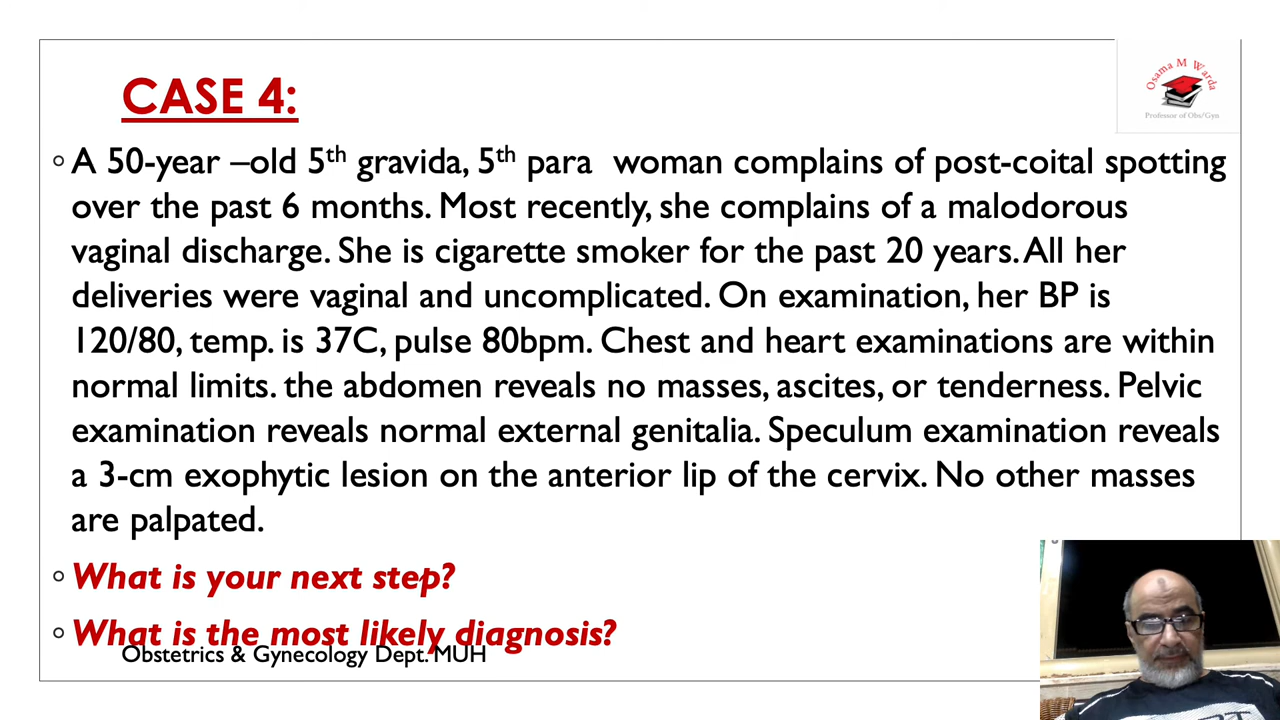 CASE 4:
Osama M Warda
Professor of Obs/Gyn
◦ A 50-year –old 5th gravida, 5th para woman complains of post-coital spotting
over the past 6 months. Most recently, she complains of a malodorous
vaginal discharge. She is cigarette smoker for the past 20 years. All her
deliveries were vaginal and uncomplicated. On examination, her BP is
120/80, temp. is 37C, pulse 80bpm. Chest and heart examinations are within
normal limits. the abdomen reveals no masses, ascites, or tenderness. Pelvic
examination reveals normal external genitalia. Speculum examination reveals
a 3-cm exophytic lesion on the anterior lip of the cervix. No other masses
are palpated.
◦ What is your next step?
◦ What is the most likely diagnosis?
Obstetrics & Gynecology Dept. MUH